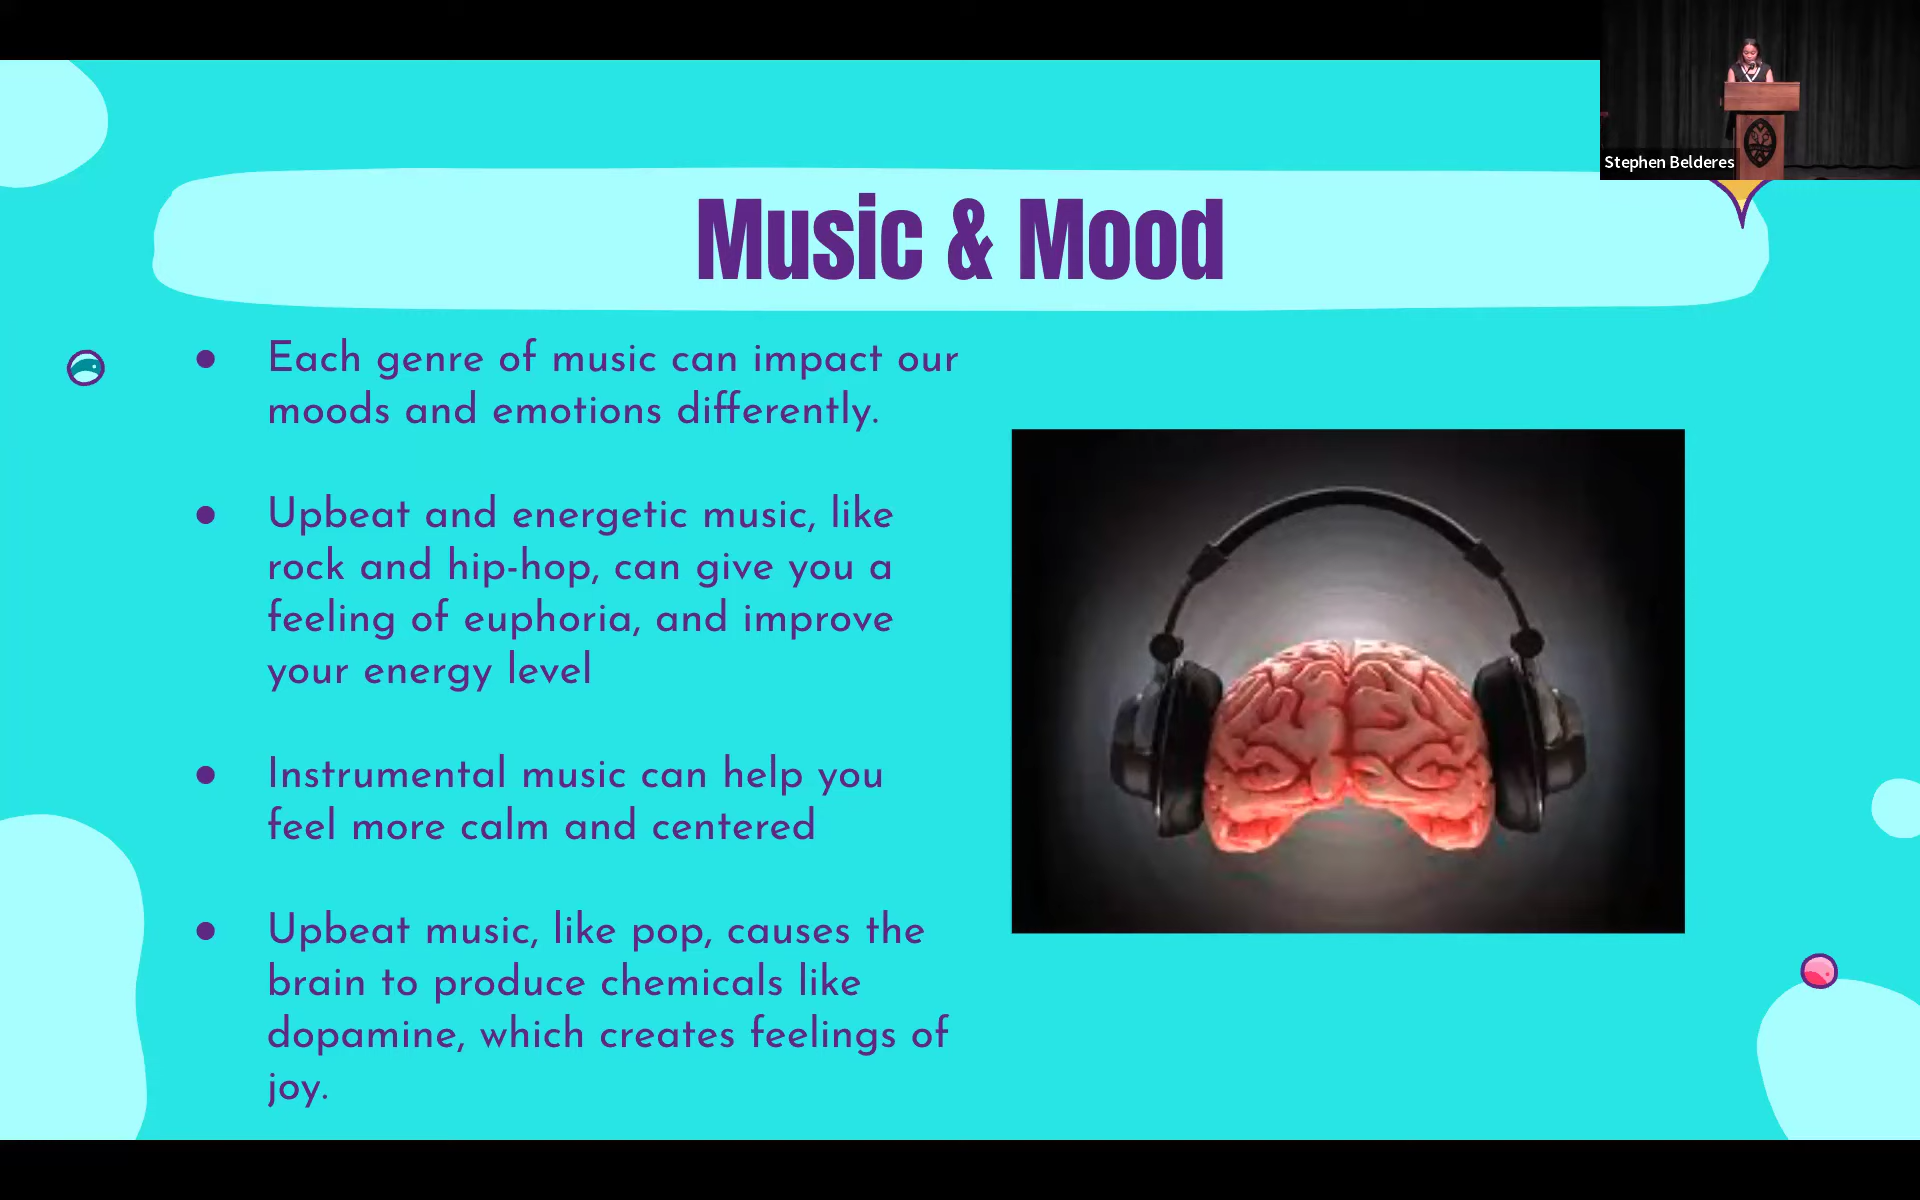 Stephen Belderes
Music & Mood
● Each genre of music can impact our
moods and emotions differently.
● Upbeat and energetic music, like
rock and hip-hop, can give you a
feeling of euphoria, and improve
your energy level
● Instrumental music can help you
feel more calm and centered
● Upbeat music, like pop, causes the
brain to produce chemicals like
dopamine, which creates feelings of
joy.